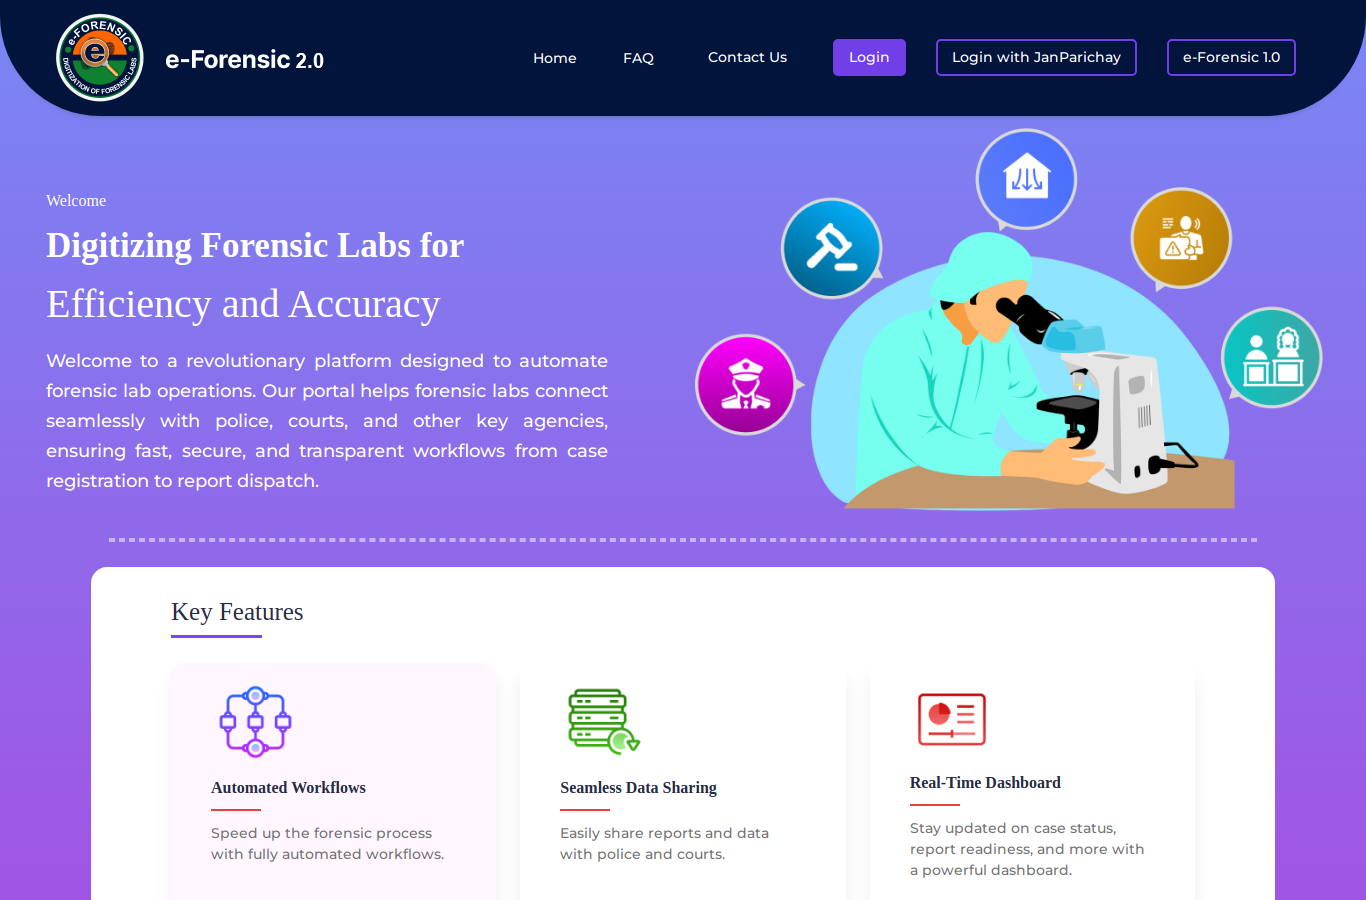 e-FORENSIC
DIGITIZATION OF FORENSIC LABS
e-Forensic 2.0
Home
FAQ
Contact Us
Login
Login with JanParichay
e-Forensic 1.0
Welcome
Digitizing Forensic Labs for
Efficiency and Accuracy
Welcome to a revolutionary platform designed to automate
forensic lab operations. Our portal helps forensic labs connect
seamlessly with police, courts, and other key agencies,
ensuring fast, secure, and transparent workflows from case
registration to report dispatch.
Key Features
Automated Workflows
Speed up the forensic process
with fully automated workflows.
Seamless Data Sharing
Easily share reports and data
with police and courts.
Real-Time Dashboard
Stay updated on case status,
report readiness, and more with
a powerful dashboard.